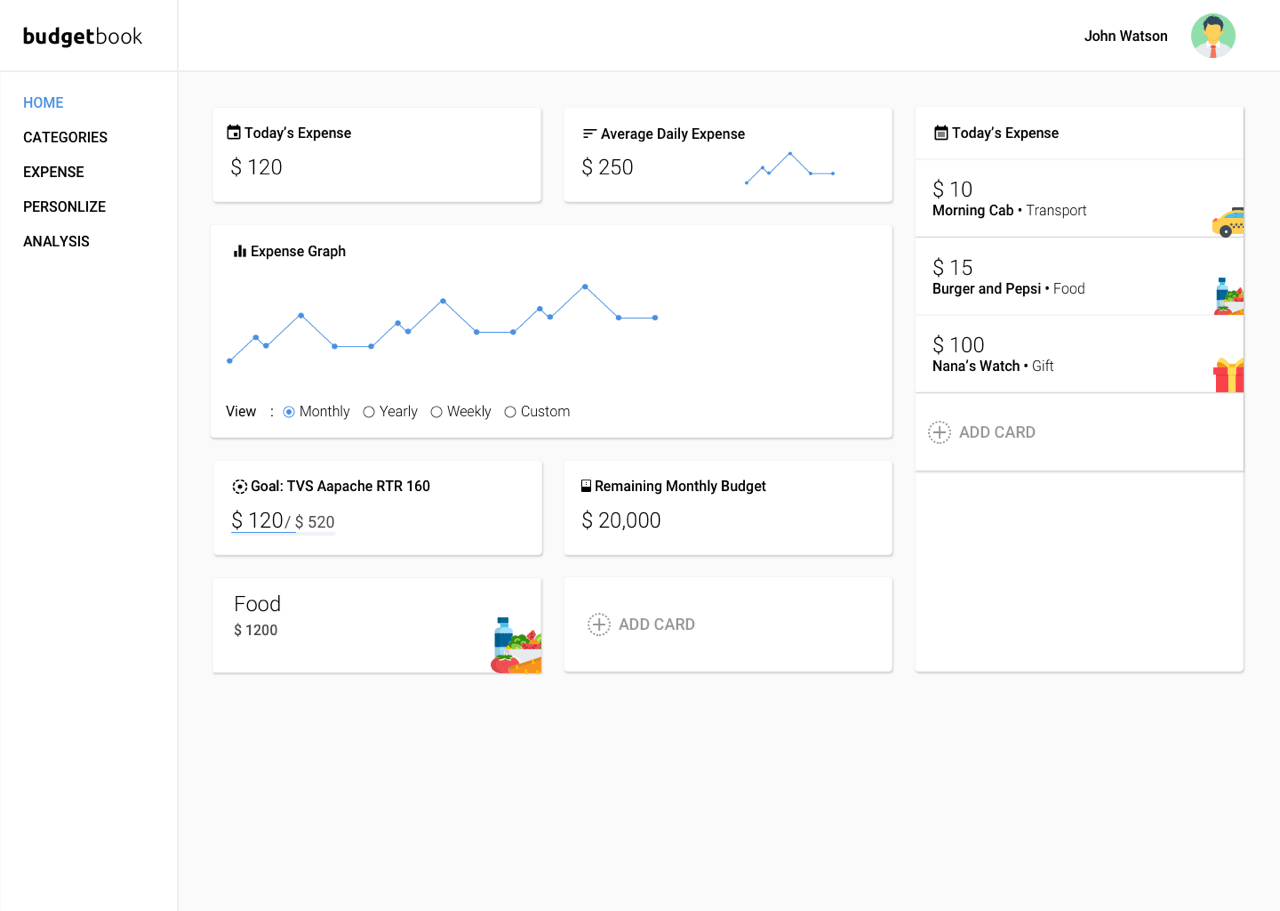 budgetbook
John Watson
HOME
CATEGORIES
EXPENSE
PERSONLIZE
ANALYSIS
Today’s Expense
$ 120
Average Daily Expense
$ 250
Expense Graph
View : Monthly Yearly Weekly Custom
Goal: TVS Aapache RTR 160
$ 120/ $ 520
Remaining Monthly Budget
$ 20,000
Food
$ 1200
ADD CARD
Today’s Expense
$ 10
Morning Cab • Transport
$ 15
Burger and Pepsi • Food
$ 100
Nana’s Watch • Gift
ADD CARD